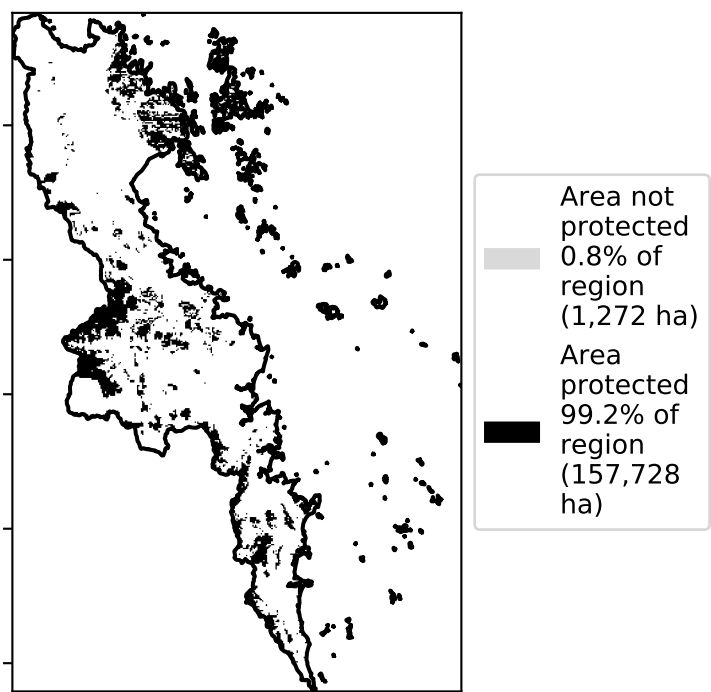 Area not
protected
0.8% of
region
(1,272 ha)
Area
protected
99.2% of
region
(157,728
ha)